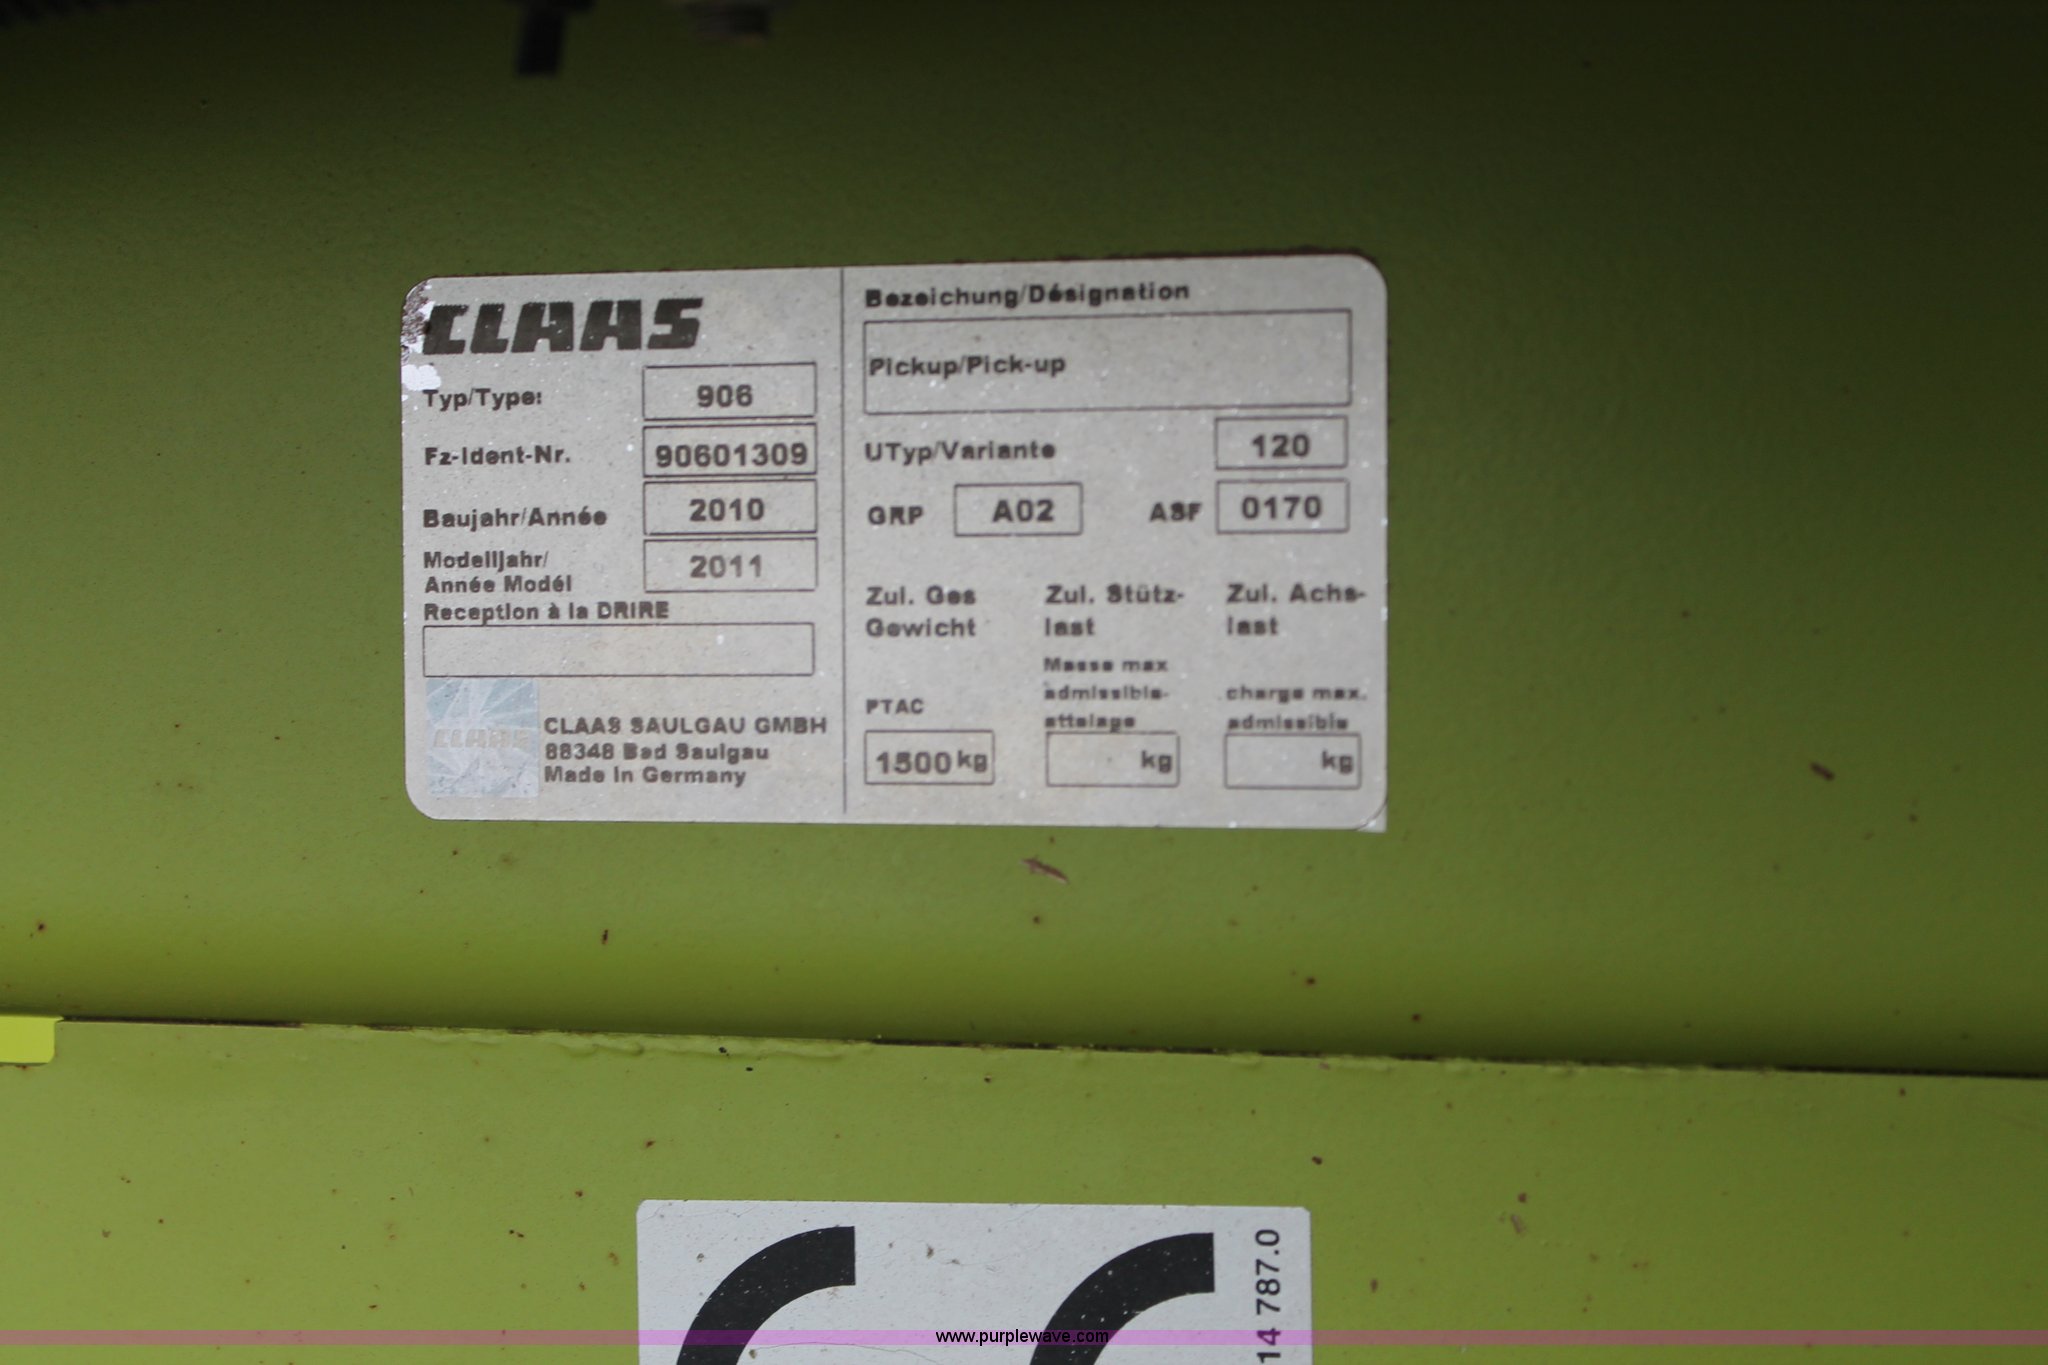 CLAAS
Typ/Type: 906
Fz-Ident-Nr. 90601309
Baujahr/Année 2010
Modelljahr/
Année Modél 2011
Reception à la DRIRE
CLAAS
CLAAS SAULGAU GMBH
88348 Bad Saulgau
Made in Germany
Bezeichung/Désignation
Pickup/Pick-up
UTyp/Variante 120
GRP A02 ASF 0170
Zul. Ges Zul. Stütz- Zul. Achs-
Gewicht last last
Masse max
admissible- charge max.
PTAC attelage admissible
1500 kg kg kg
14 787.0
www.purplewave.com